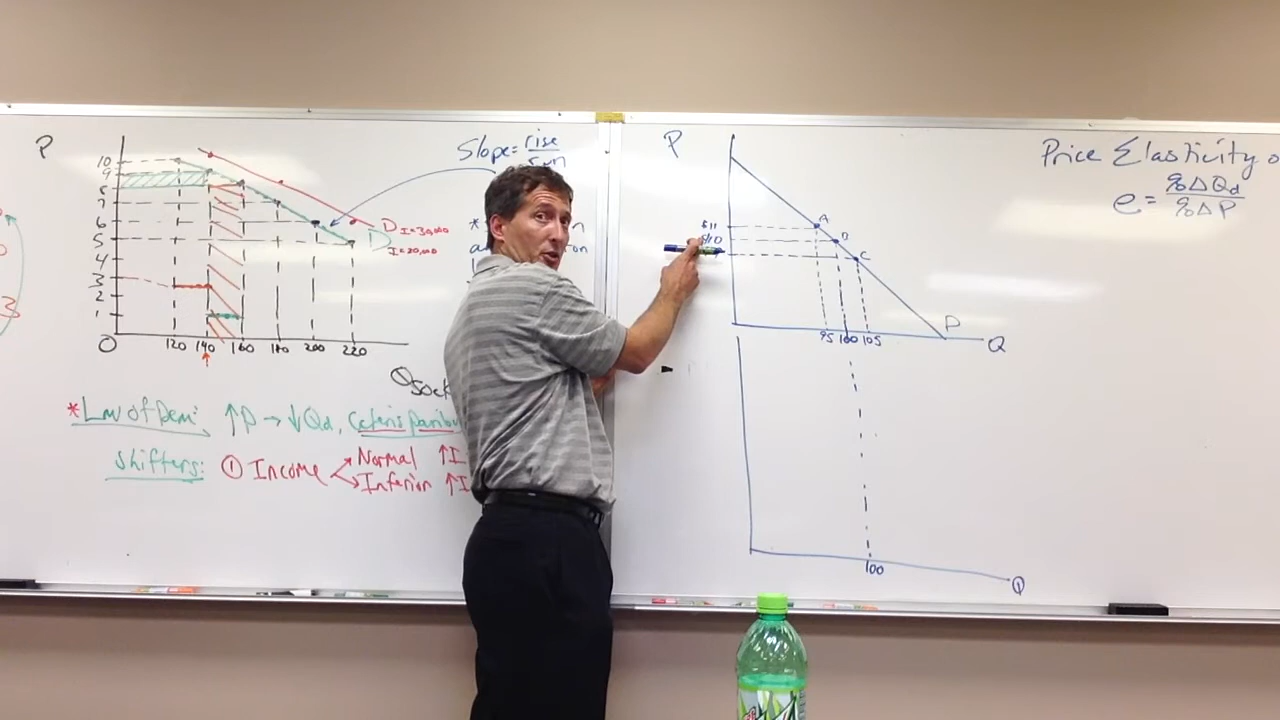 P
10
9
8
7
6
5
4
3
2
1
O
120 140 160 180 200 220
D I=30,000
D I=20,000
Slope= rise
run
*Law of Dem: ↑P → ↓Qd, Ceteris Paribu
Shifters: ① Income
Normal ↑I
Inferior ↑I
3
P
$11
$10
A
B
C
D
95 100 105
Q
100
Q
Price Elasticity o
e = %ΔQd
%ΔP